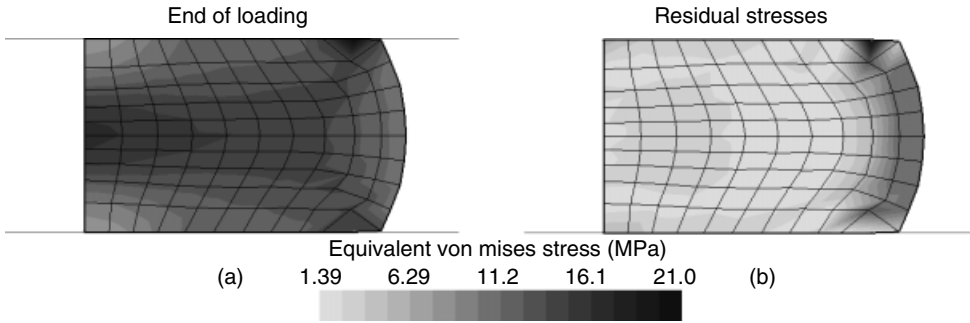 End of loading
Residual stresses
Equivalent von mises stress (MPa)
(a)
1.39 6.29 11.2 16.1 21.0
(b)